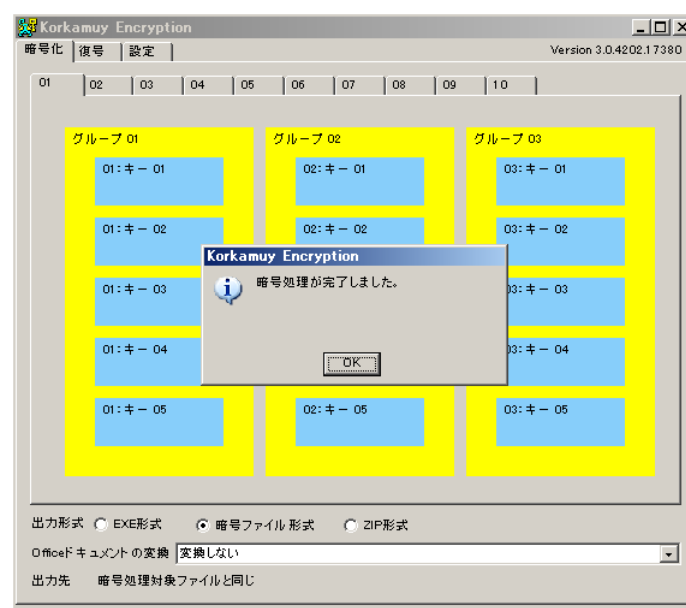 Korkamuy Encryption
暗号化 復号 設定 Version 3.0.4202.17380
01 02 03 04 05 06 07 08 09 10
グループ 01 グループ 02 グループ 03
01:キー 01 02:キー 01 03:キー 01
01:キー 02 02:キー 02 03:キー 02
Korkamuy Encryption
暗号処理が完了しました。
01:キー 03 03:キー 03
OK
01:キー 04 03:キー 04
01:キー 05 02:キー 05 03:キー 05
出力形式 EXE形式 暗号ファイル形式 ZIP形式
Officeドキュメントの変換 変換しない
出力先 暗号処理対象ファイルと同じ